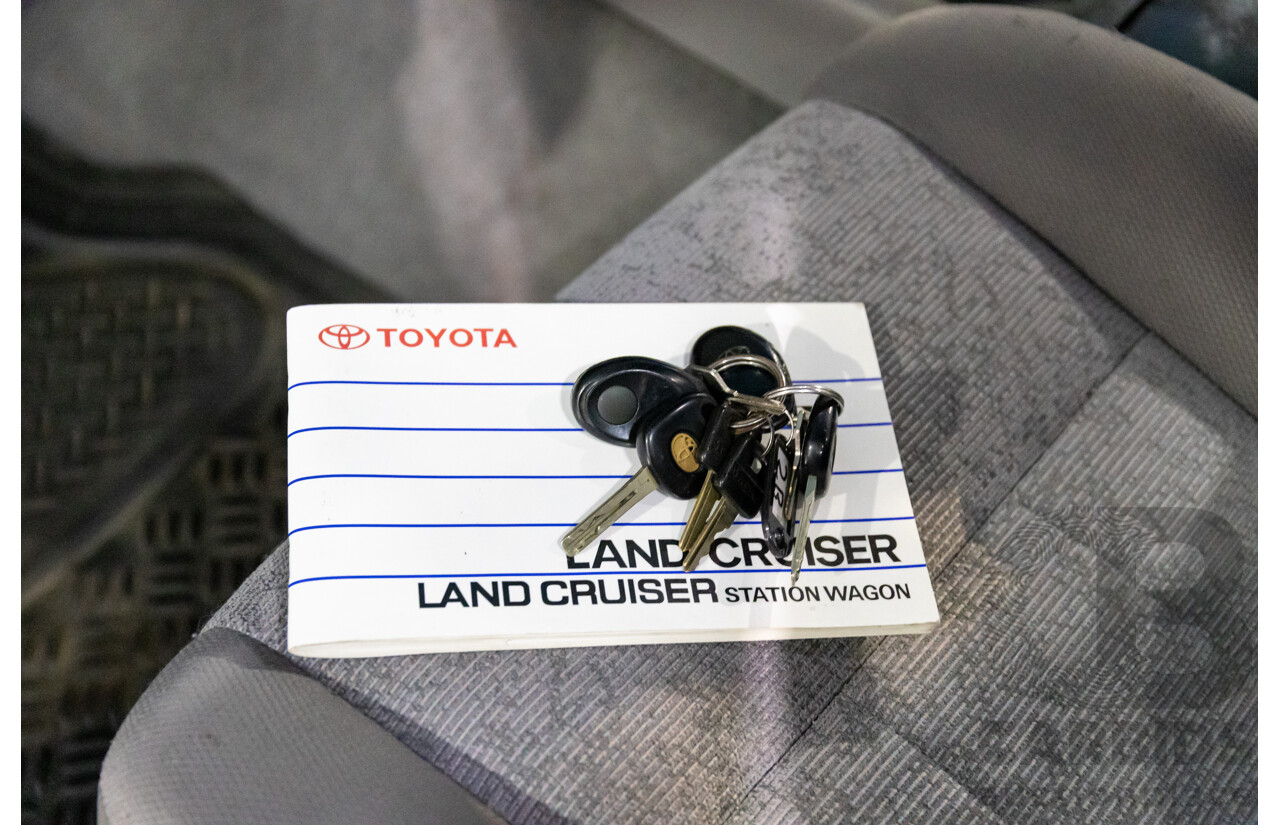 TOYOTA
LAND CRUISER
LAND CRUISER STATION WAGON